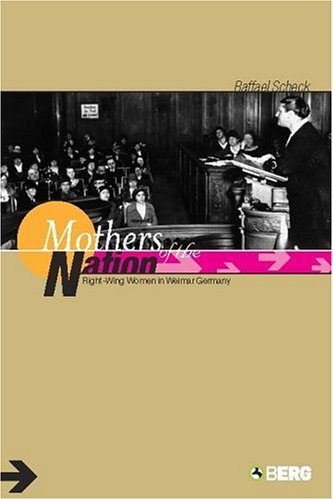 Raffael Scheck
Mothers of the
Nation
Right-Wing Women in Weimar Germany
BERG